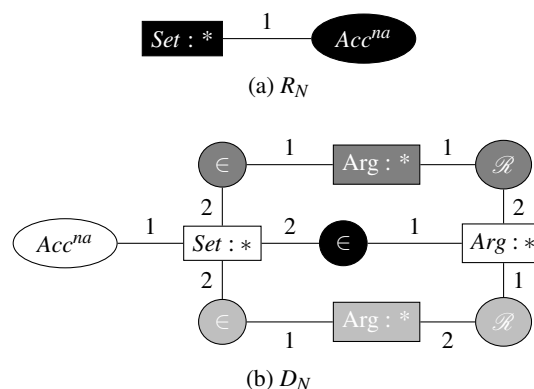 1
Set : * Acc^na
(a) R_N
∈ 1 Arg : * 1 ℛ
2 2
Acc^na 1 Set : * 2 ∈ 1 Arg : *
2 1
∈ 1 Arg : * 2 ℛ
(b) D_N